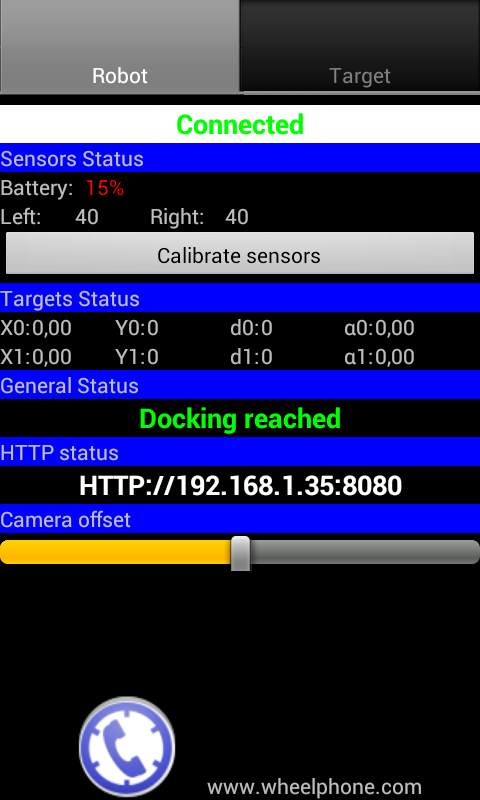 Robot Target
Connected
Sensors Status
Battery: 15%
Left: 40 Right: 40
Calibrate sensors
Targets Status
X0:0,00 Y0:0 d0:0 α0:0,00
X1:0,00 Y1:0 d1:0 α1:0,00
General Status
Docking reached
HTTP status
HTTP://192.168.1.35:8080
Camera offset
www.wheelphone.com